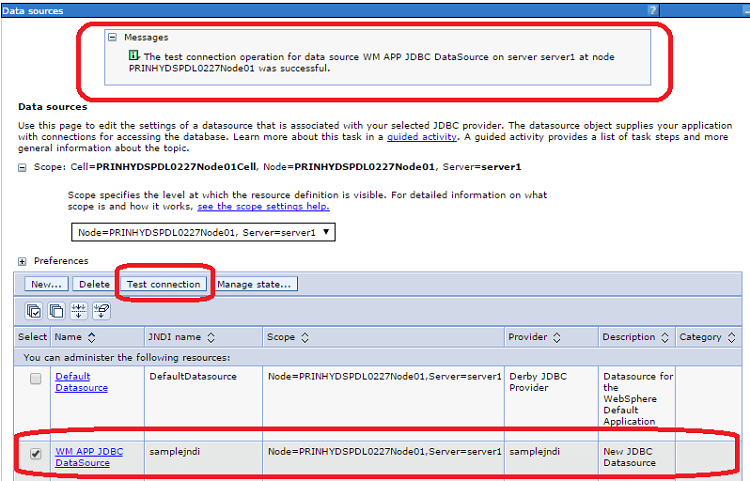 Data sources
?
Messages
The test connection operation for data source WM APP JDBC DataSource on server server1 at node
PRINHYDSPDL0227Node01 was successful.
Data sources
Use this page to edit the settings of a datasource that is associated with your selected JDBC provider. The datasource object supplies your application
with connections for accessing the database. Learn more about this task in a guided activity. A guided activity provides a list of task steps and more
general information about the topic.
Scope: Cell=PRINHYDSPDL0227Node01Cell, Node=PRINHYDSPDL0227Node01, Server=server1
Scope specifies the level at which the resource definition is visible. For detailed information on what
scope is and how it works, see the scope settings help.
Node=PRINHYDSPDL0227Node01, Server=server1
Preferences
New... Delete Test connection Manage state...
Select Name JNDI name Scope Provider Description Category
You can administer the following resources:
Default DefaultDatasource Node=PRINHYDSPDL0227Node01,Server=server1 Derby JDBC Datasource for
Datasource Provider the
WebSphere
Default
Application
WM APP JDBC samplejndi Node=PRINHYDSPDL0227Node01,Server=server1 samplejndi New JDBC
DataSource Datasource